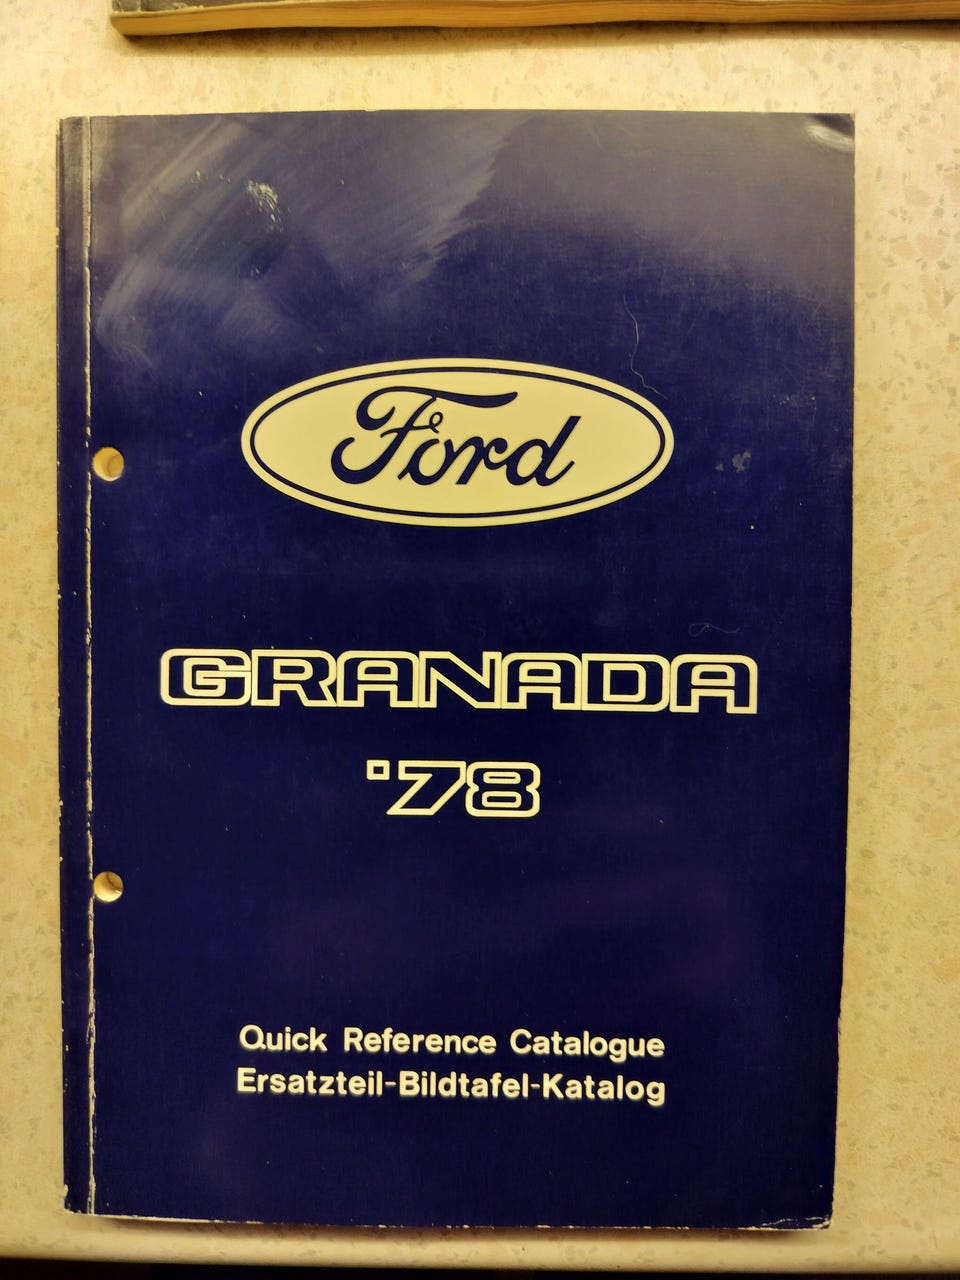 Ford
GRANADA
'78
Quick Reference Catalogue
Ersatzteil-Bildtafel-Katalog